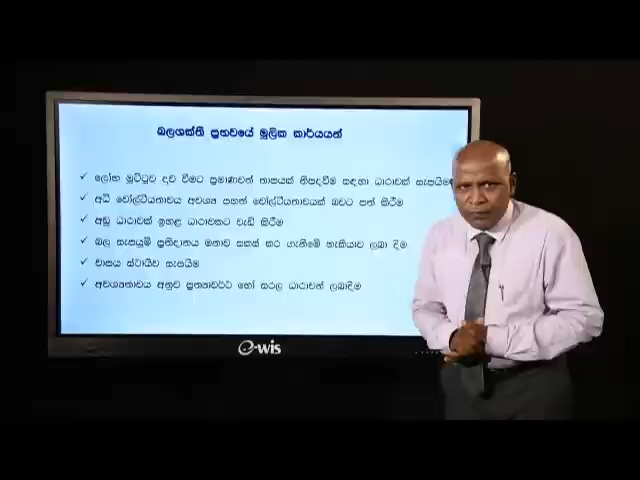 බලශක්ති ප්‍රභවයේ මූලික කාර්යයන්
✓ ලෝහ මූට්ටුව දව වීමට ප්‍රමාණවත් තාපයක් නිපදවීම සඳහා ධාරාවක් සැපයීම
✓ අධි වෝල්ටීයතාවය අවශ්‍ය පහත් වෝල්ටීයතාවයක් බවට පත් කිරීම
✓ අඩු ධාරාවක් ඉහළ ධාරාවකට වැඩි කිරීම
✓ බල සැපයුම් ප්‍රතිදානය මනාව සකස් කර ගැනීමේ හැකියාව ලබා දීම
✓ චාපය ස්ථායීව සැපයීම
✓ අවශ්‍යතාවය අනුව ප්‍රත්‍යාවර්ථ හෝ සරල ධාරාවන් ලබාදීම
e-wis